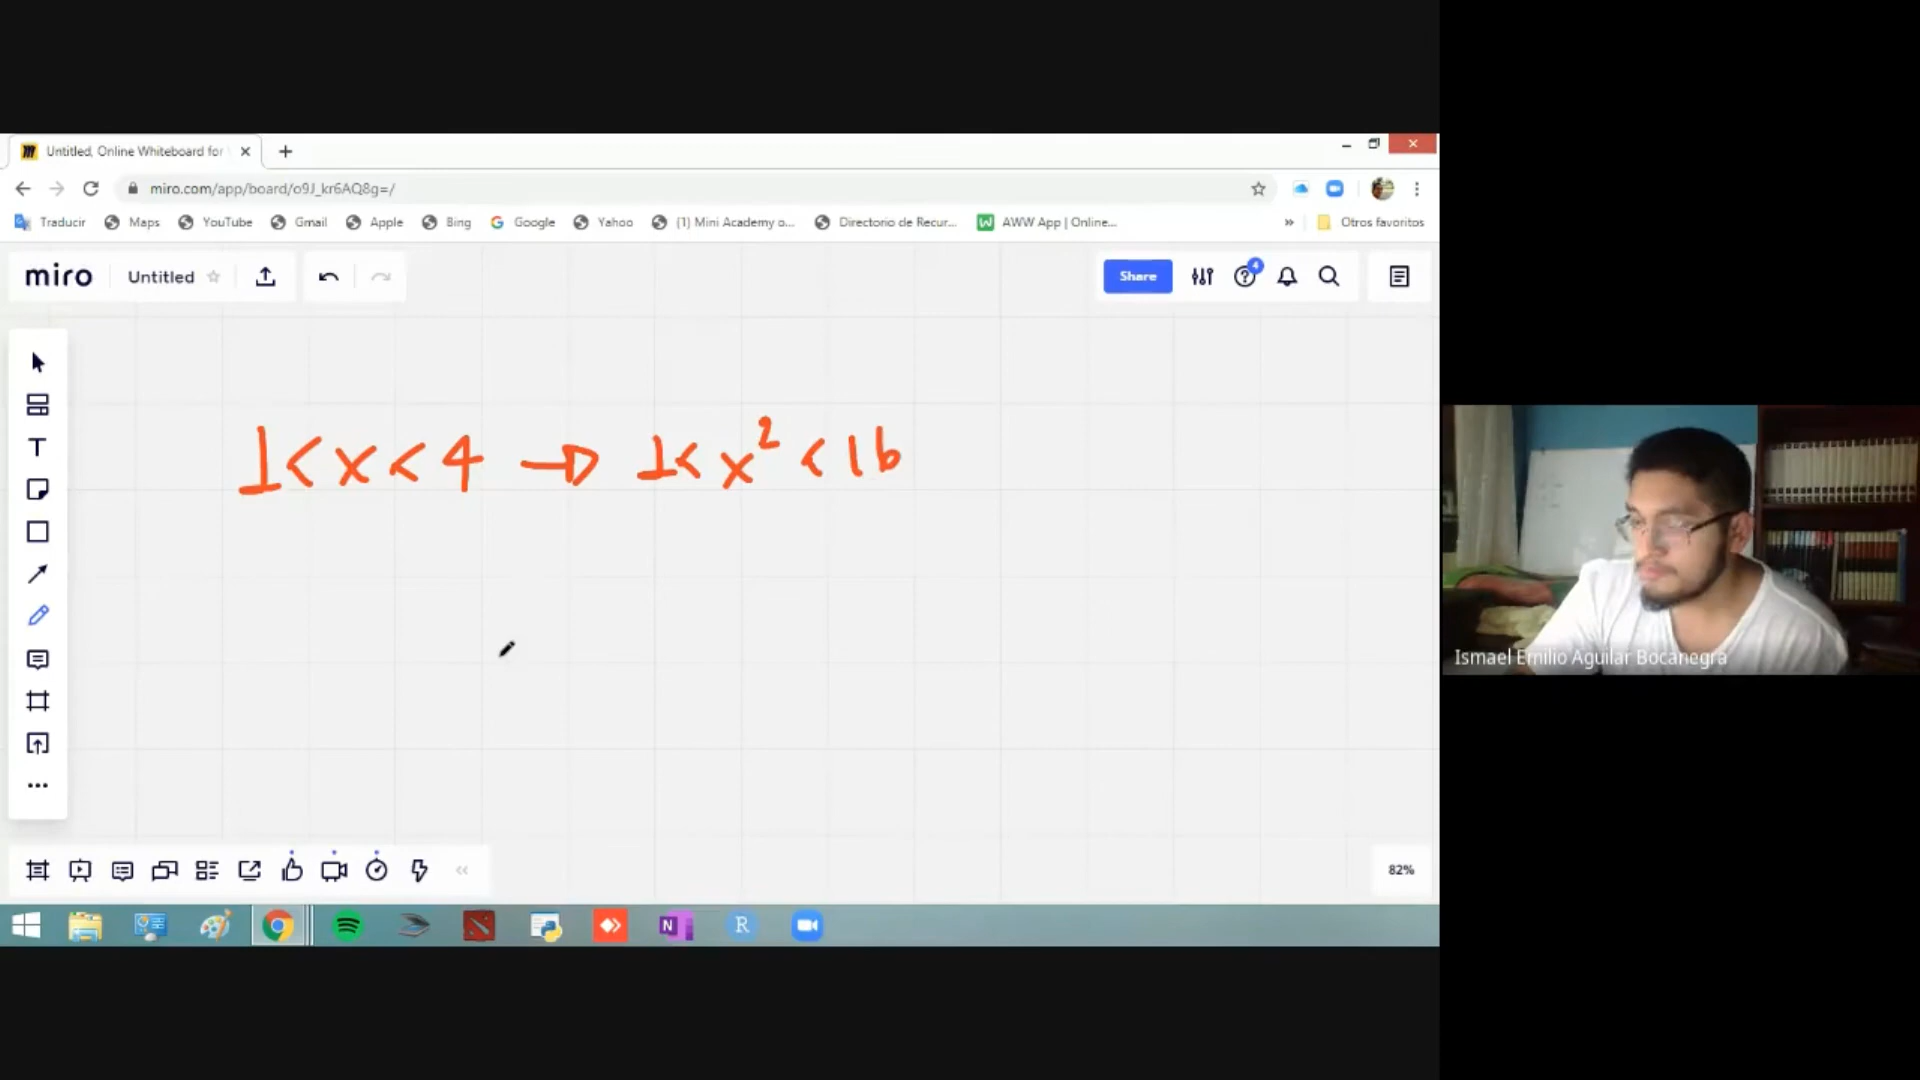 Untitled, Online Whiteboard for
miro.com/app/board/o9J_kr6AQ8g=/
Traducir Maps YouTube Gmail Apple Bing Google Yahoo (1) Mini Academy o... Directorio de Recur... AWW App | Online... » Otros favoritos
miro Untitled Share 4
1 < x < 4 → 1 < x² < 16
Ismael Emilio Aguilar Bocanegra
82%